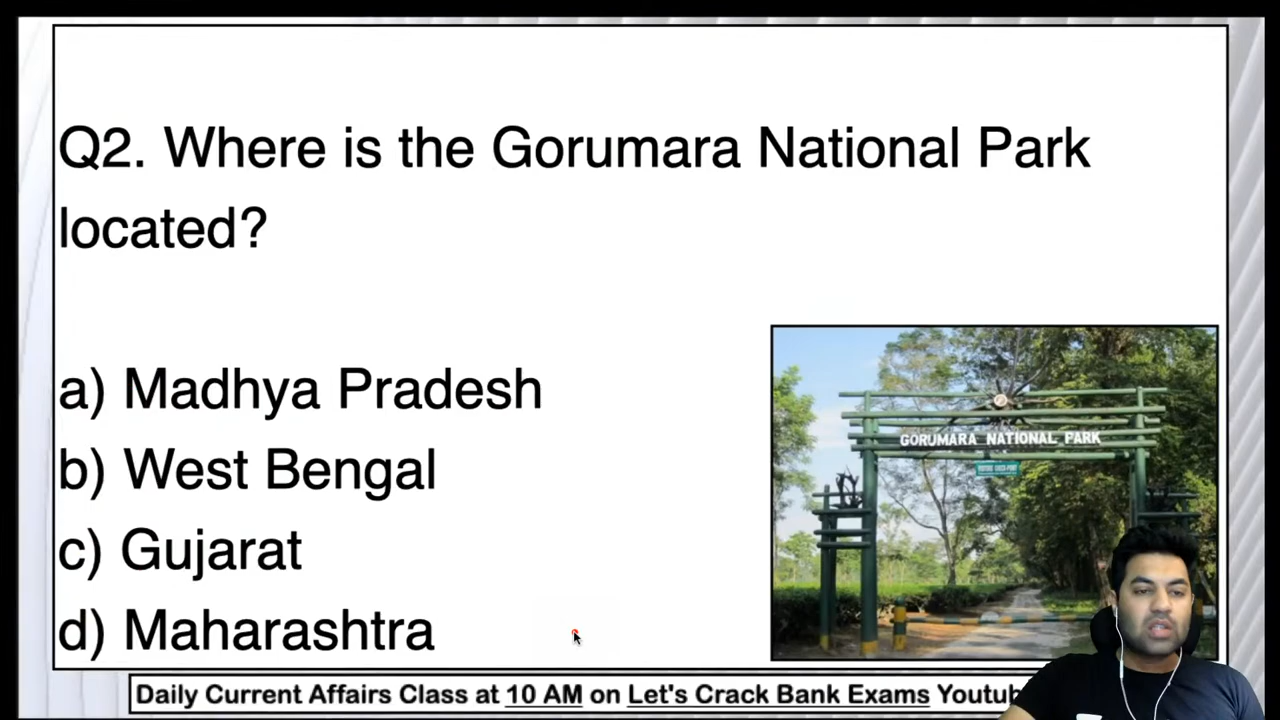 Q2. Where is the Gorumara National Park
located?
a) Madhya Pradesh
b) West Bengal
c) Gujarat
d) Maharashtra
GORUMARA NATIONAL PARK
Daily Current Affairs Class at 10 AM on Let's Crack Bank Exams